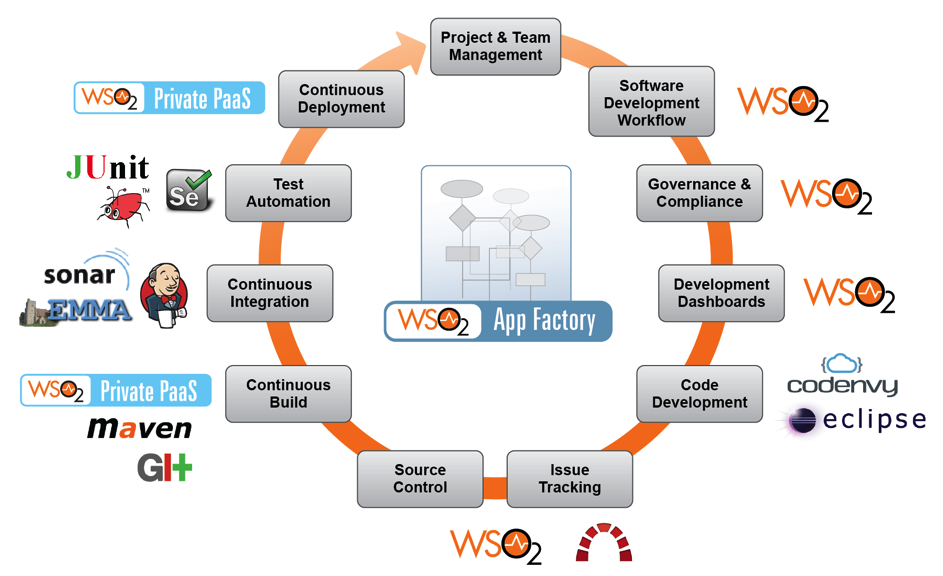 Project & Team
Management
Software
Development
Workflow
WSO2
Governance &
Compliance
WSO2
Development
Dashboards
WSO2
Code
Development
codenvy
eclipse
Issue
Tracking
WSO2
Source
Control
Continuous
Build
WSO2 Private PaaS
maven
GIt
Continuous
Integration
sonar
EMMA
Test
Automation
JUnit
TM
Se
Continuous
Deployment
WSO2 Private PaaS
WSO2 App Factory